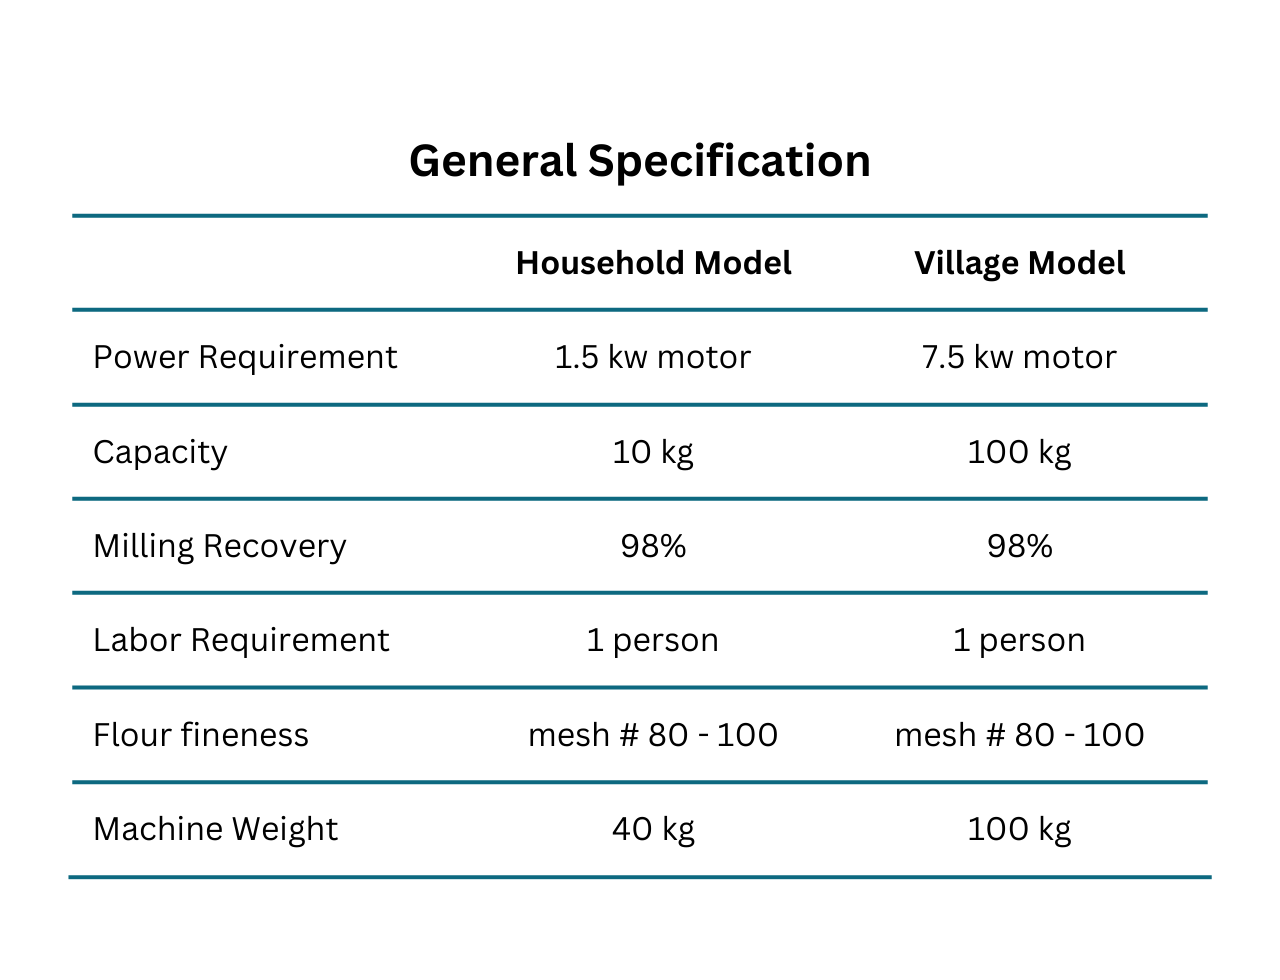 General Specification
Household Model Village Model
Power Requirement 1.5 kw motor 7.5 kw motor
Capacity 10 kg 100 kg
Milling Recovery 98% 98%
Labor Requirement 1 person 1 person
Flour fineness mesh # 80 - 100 mesh # 80 - 100
Machine Weight 40 kg 100 kg